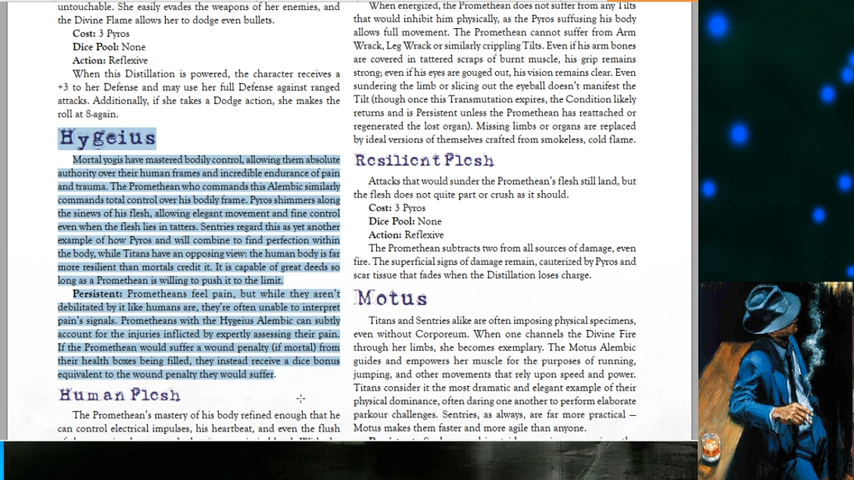 untouchable. She easily evades the weapons of her enemies, and
the Divine Flame allows her to dodge even bullets.
Cost: 3 Pyros
Dice Pool: None
Action: Reflexive
When this Distillation is powered, the character receives a
+3 to her Defense and may use her full Defense against ranged
attacks. Additionally, if she takes a Dodge action, she makes the
roll at 8-again.
Hygeius
Mortal yogis have mastered bodily control, allowing them absolute
authority over their human frames and incredible endurance of pain
and trauma. The Promethean who commands this Alembic similarly
commands total control over his bodily frame. Pyros shimmers along
the sinews of his flesh, allowing elegant movement and fine control
even when the flesh lies in tatters. Sentries regard this as yet another
example of how Pyros and will combine to find perfection within
the body, while Titans have an opposing view: the human body is far
more resilient than mortals credit it. It is capable of great deeds so
long as a Promethean is willing to push it to the limit.
Persistent: Prometheans feel pain, but while they aren't
debilitated by it like humans are, they're often unable to interpret
pain's signals. Prometheans with the Hygeius Alembic can subtly
account for the injuries inflicted by expertly assessing their pain.
If the Promethean would suffer a wound penalty (if mortal) from
their health boxes being filled, they instead receive a dice bonus
equivalent to the wound penalty they would suffer.
Human Flesh
The Promethean's mastery of his body refined enough that he
can control electrical impulses, his heartbeat, and even the flush
When energized, the Promethean does not suffer from any Tilts
that would inhibit him physically, as the Pyros suffusing his body
allows full movement. The Promethean cannot suffer from Arm
Wrack, Leg Wrack or similarly crippling Tilts. Even if his arm bones
are covered in tattered scraps of burnt muscle, his grip remains
strong; even if his eyes are gouged out, his vision remains clear. Even
sundering the limb or slicing out the eyeball doesn't manifest the
Tilt (though once this Transmutation expires, the Condition likely
returns and is Persistent unless the Promethean has reattached or
regenerated the lost organ). Missing limbs or organs are replaced
by ideal versions of themselves crafted from smokeless, cold flame.
Resilient Flesh
Attacks that would sunder the Promethean's flesh still land, but
the flesh does not quite part or crush as it should.
Cost: 3 Pyros
Dice Pool: None
Action: Reflexive
The Promethean subtracts two from all sources of damage, even
fire. The superficial signs of damage remain, cauterized by Pyros and
scar tissue that fades when the Distillation loses charge.
Motus
Titans and Sentries alike are often imposing physical specimens,
even without Corporeum. When one channels the Divine Fire
through her limbs, she becomes exemplary. The Motus Alembic
guides and empowers her muscle for the purposes of running,
jumping, and other movements that rely upon speed and power.
Titans consider it the most dramatic and elegant example of their
physical dominance, often daring one another to perform elaborate
parkour challenges. Sentries, as always, are far more practical —
Motus makes them faster and more agile than anyone.